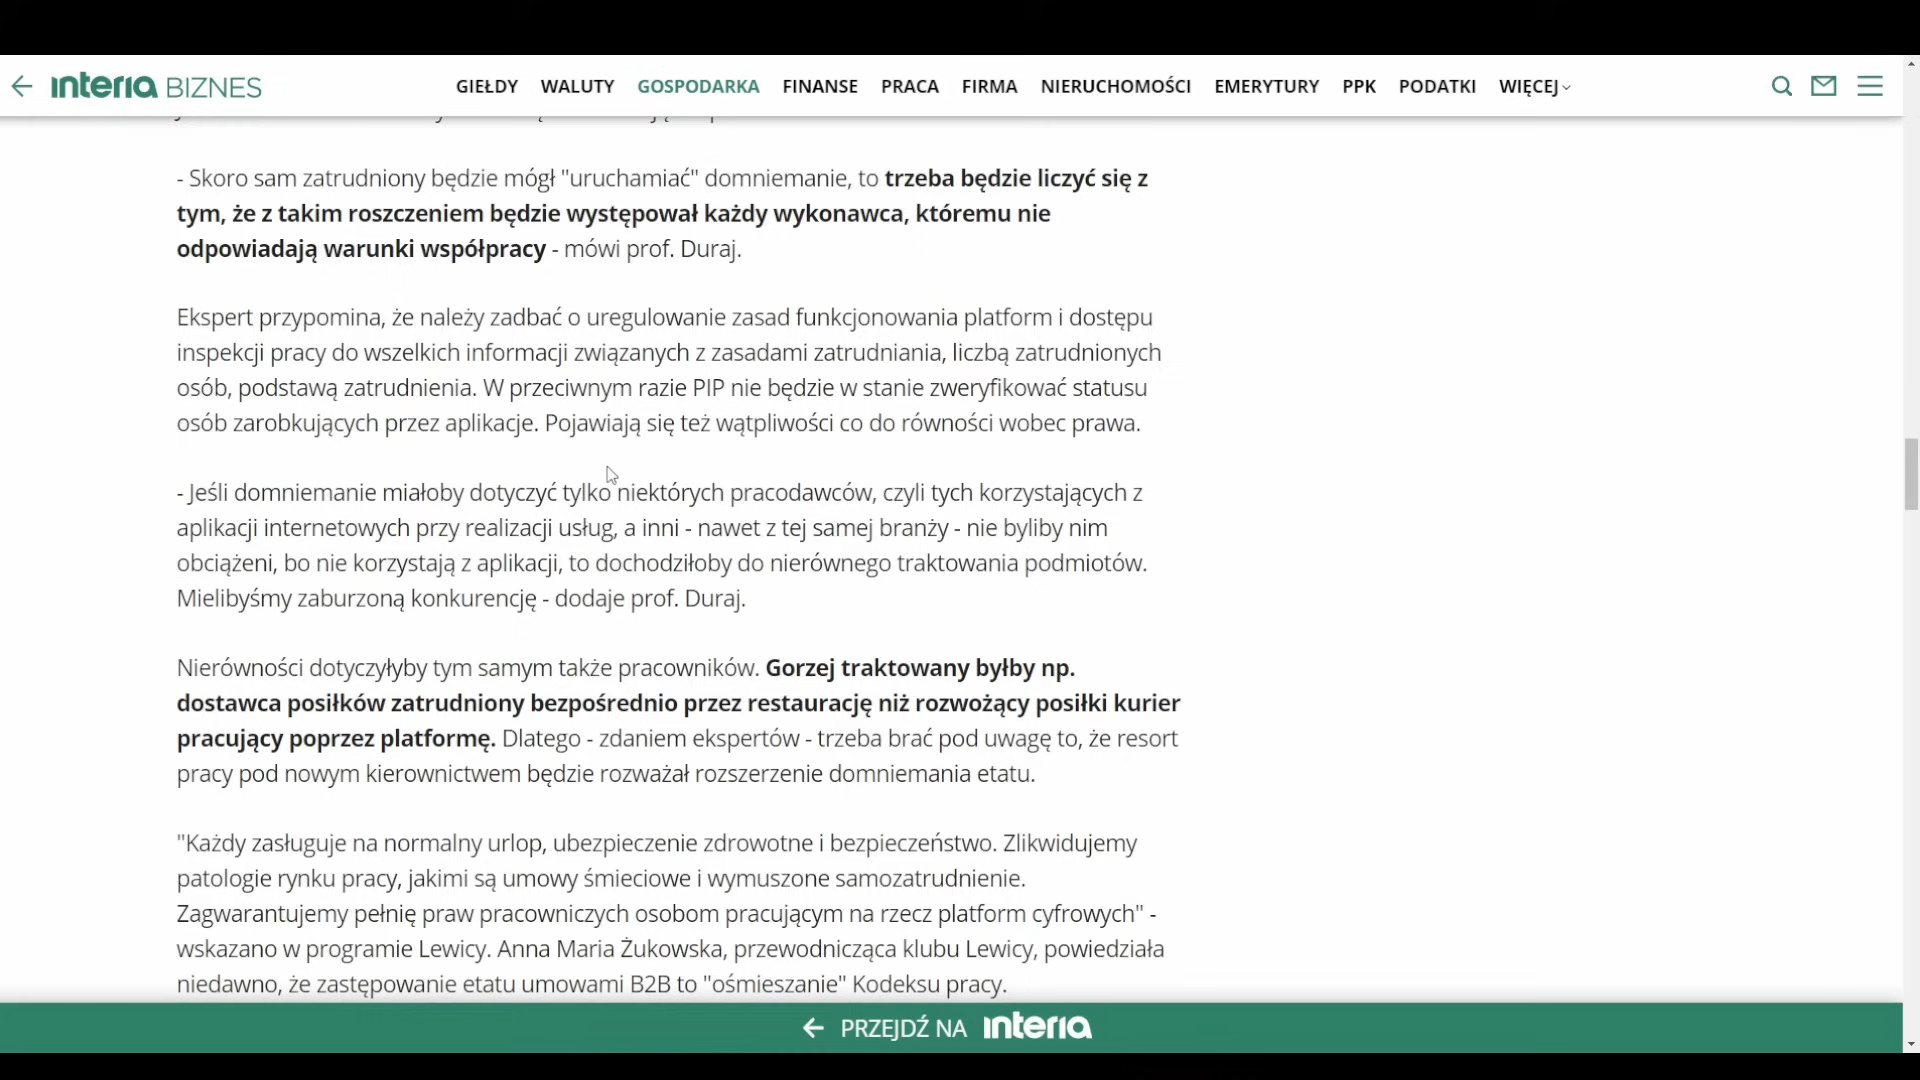 interia BIZNES
GIEŁDY WALUTY GOSPODARKA FINANSE PRACA FIRMA NIERUCHOMOŚCI EMERYTURY PPK PODATKI WIĘCEJ
- Skoro sam zatrudniony będzie mógł "uruchamiać" domniemanie, to trzeba będzie liczyć się z
tym, że z takim roszczeniem będzie występował każdy wykonawca, któremu nie
odpowiadają warunki współpracy - mówi prof. Duraj.
Ekspert przypomina, że należy zadbać o uregulowanie zasad funkcjonowania platform i dostępu
inspekcji pracy do wszelkich informacji związanych z zasadami zatrudniania, liczbą zatrudnionych
osób, podstawą zatrudnienia. W przeciwnym razie PIP nie będzie w stanie zweryfikować statusu
osób zarobkujących przez aplikacje. Pojawiają się też wątpliwości co do równości wobec prawa.
- Jeśli domniemanie miałoby dotyczyć tylko niektórych pracodawców, czyli tych korzystających z
aplikacji internetowych przy realizacji usług, a inni - nawet z tej samej branży - nie byliby nim
obciążeni, bo nie korzystają z aplikacji, to dochodziłoby do nierównego traktowania podmiotów.
Mielibyśmy zaburzoną konkurencję - dodaje prof. Duraj.
Nierówności dotyczyłyby tym samym także pracowników. Gorzej traktowany byłby np.
dostawca posiłków zatrudniony bezpośrednio przez restaurację niż rozwożący posiłki kurier
pracujący poprzez platformę. Dlatego - zdaniem ekspertów - trzeba brać pod uwagę to, że resort
pracy pod nowym kierownictwem będzie rozważał rozszerzenie domniemania etatu.
"Każdy zasługuje na normalny urlop, ubezpieczenie zdrowotne i bezpieczeństwo. Zlikwidujemy
patologie rynku pracy, jakimi są umowy śmieciowe i wymuszone samozatrudnienie.
Zagwarantujemy pełnię praw pracowniczych osobom pracującym na rzecz platform cyfrowych" -
wskazano w programie Lewicy. Anna Maria Żukowska, przewodnicząca klubu Lewicy, powiedziała
niedawno, że zastępowanie etatu umowami B2B to "ośmieszanie" Kodeksu pracy.
PRZEJDŹ NA interia